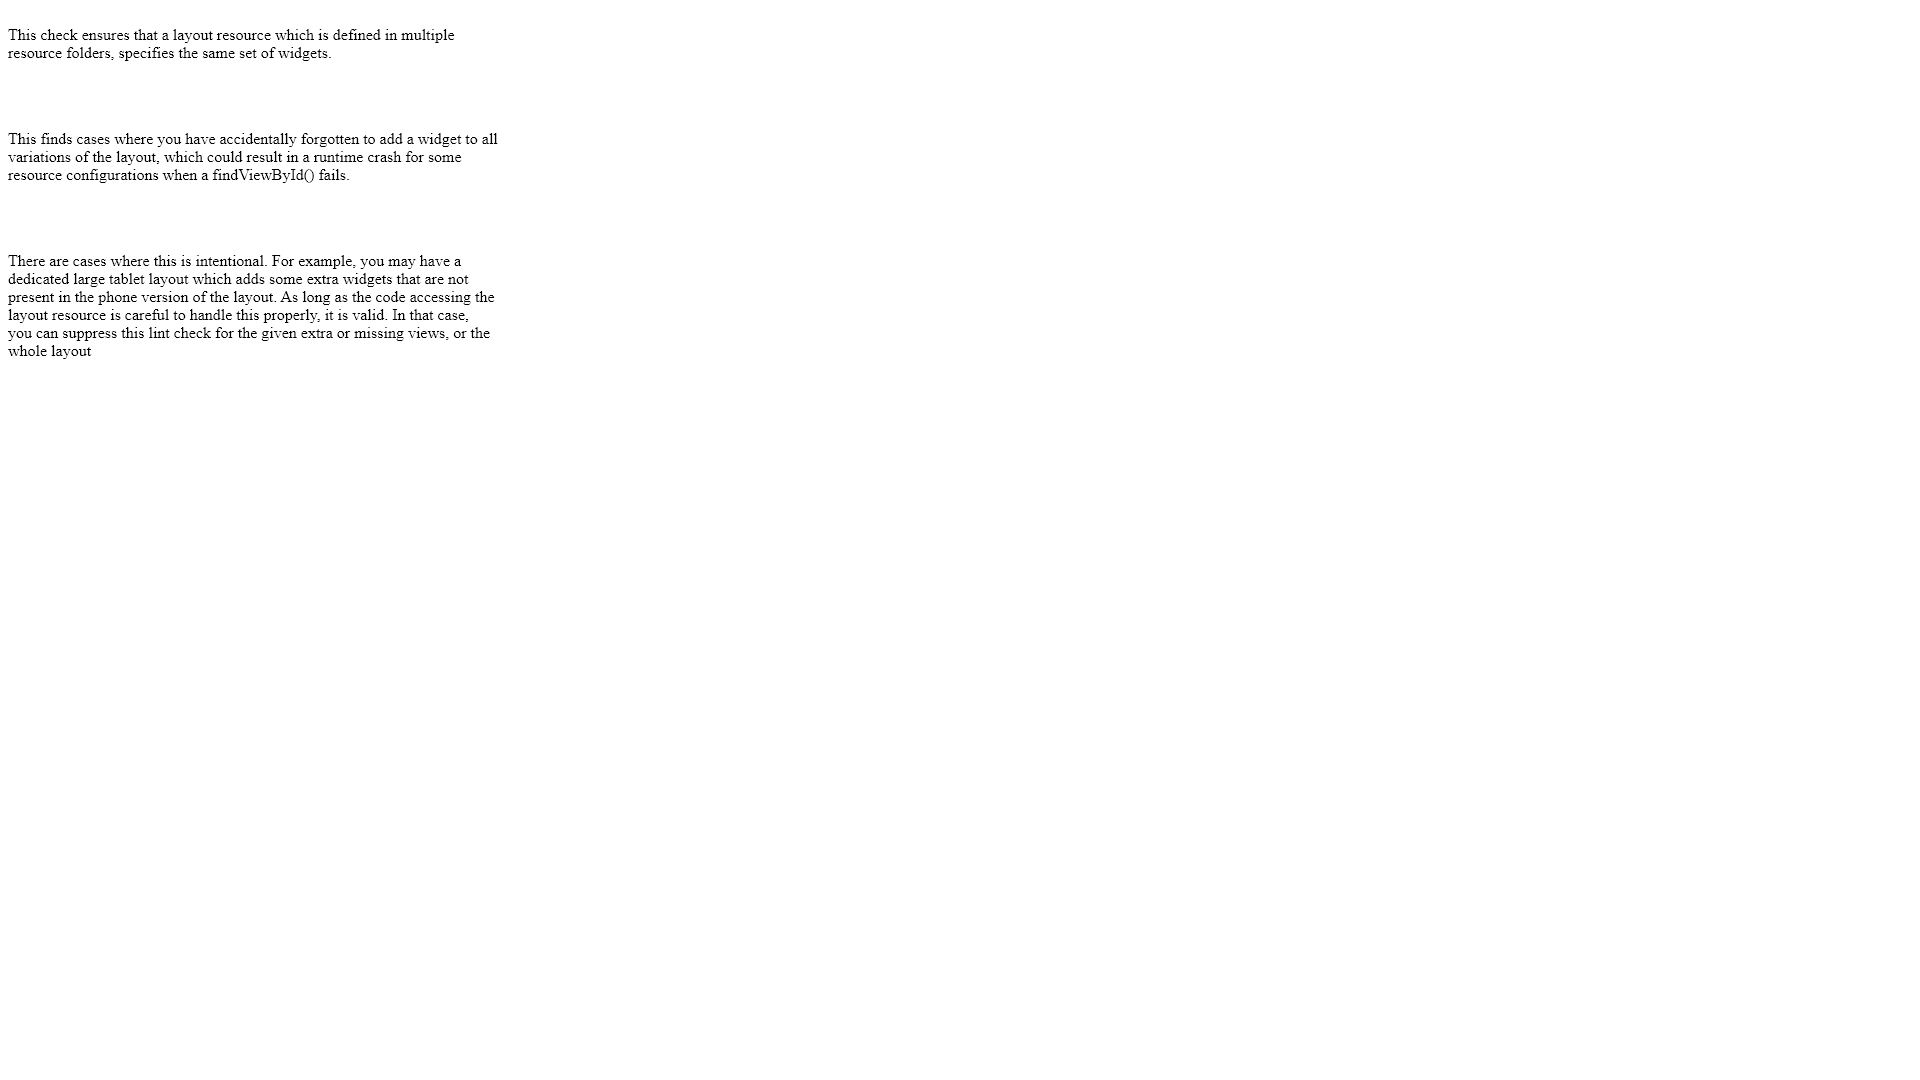 This check ensures that a layout resource which is defined in multiple
resource folders, specifies the same set of widgets.
This finds cases where you have accidentally forgotten to add a widget to all
variations of the layout, which could result in a runtime crash for some
resource configurations when a findViewById() fails.
There are cases where this is intentional. For example, you may have a
dedicated large tablet layout which adds some extra widgets that are not
present in the phone version of the layout. As long as the code accessing the
layout resource is careful to handle this properly, it is valid. In that case,
you can suppress this lint check for the given extra or missing views, or the
whole layout